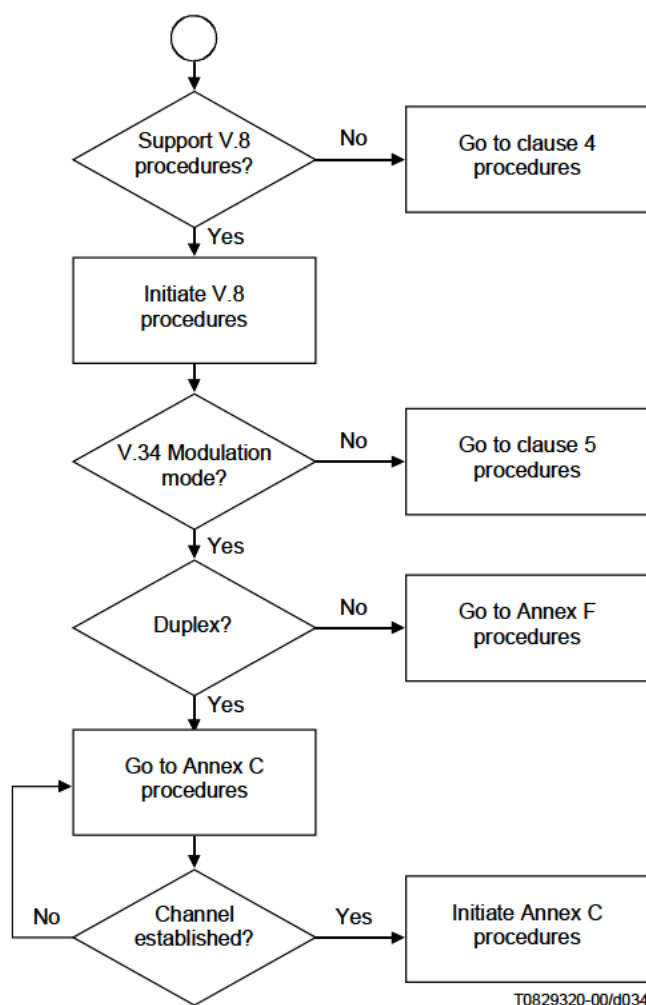 Support V.8
procedures?
No
Go to clause 4
procedures
Yes
Initiate V.8
procedures
V.34 Modulation
mode?
No
Go to clause 5
procedures
Yes
Duplex?
No
Go to Annex F
procedures
Yes
Go to Annex C
procedures
No
Channel
established?
Yes
Initiate Annex C
procedures
T0829320-00/d034